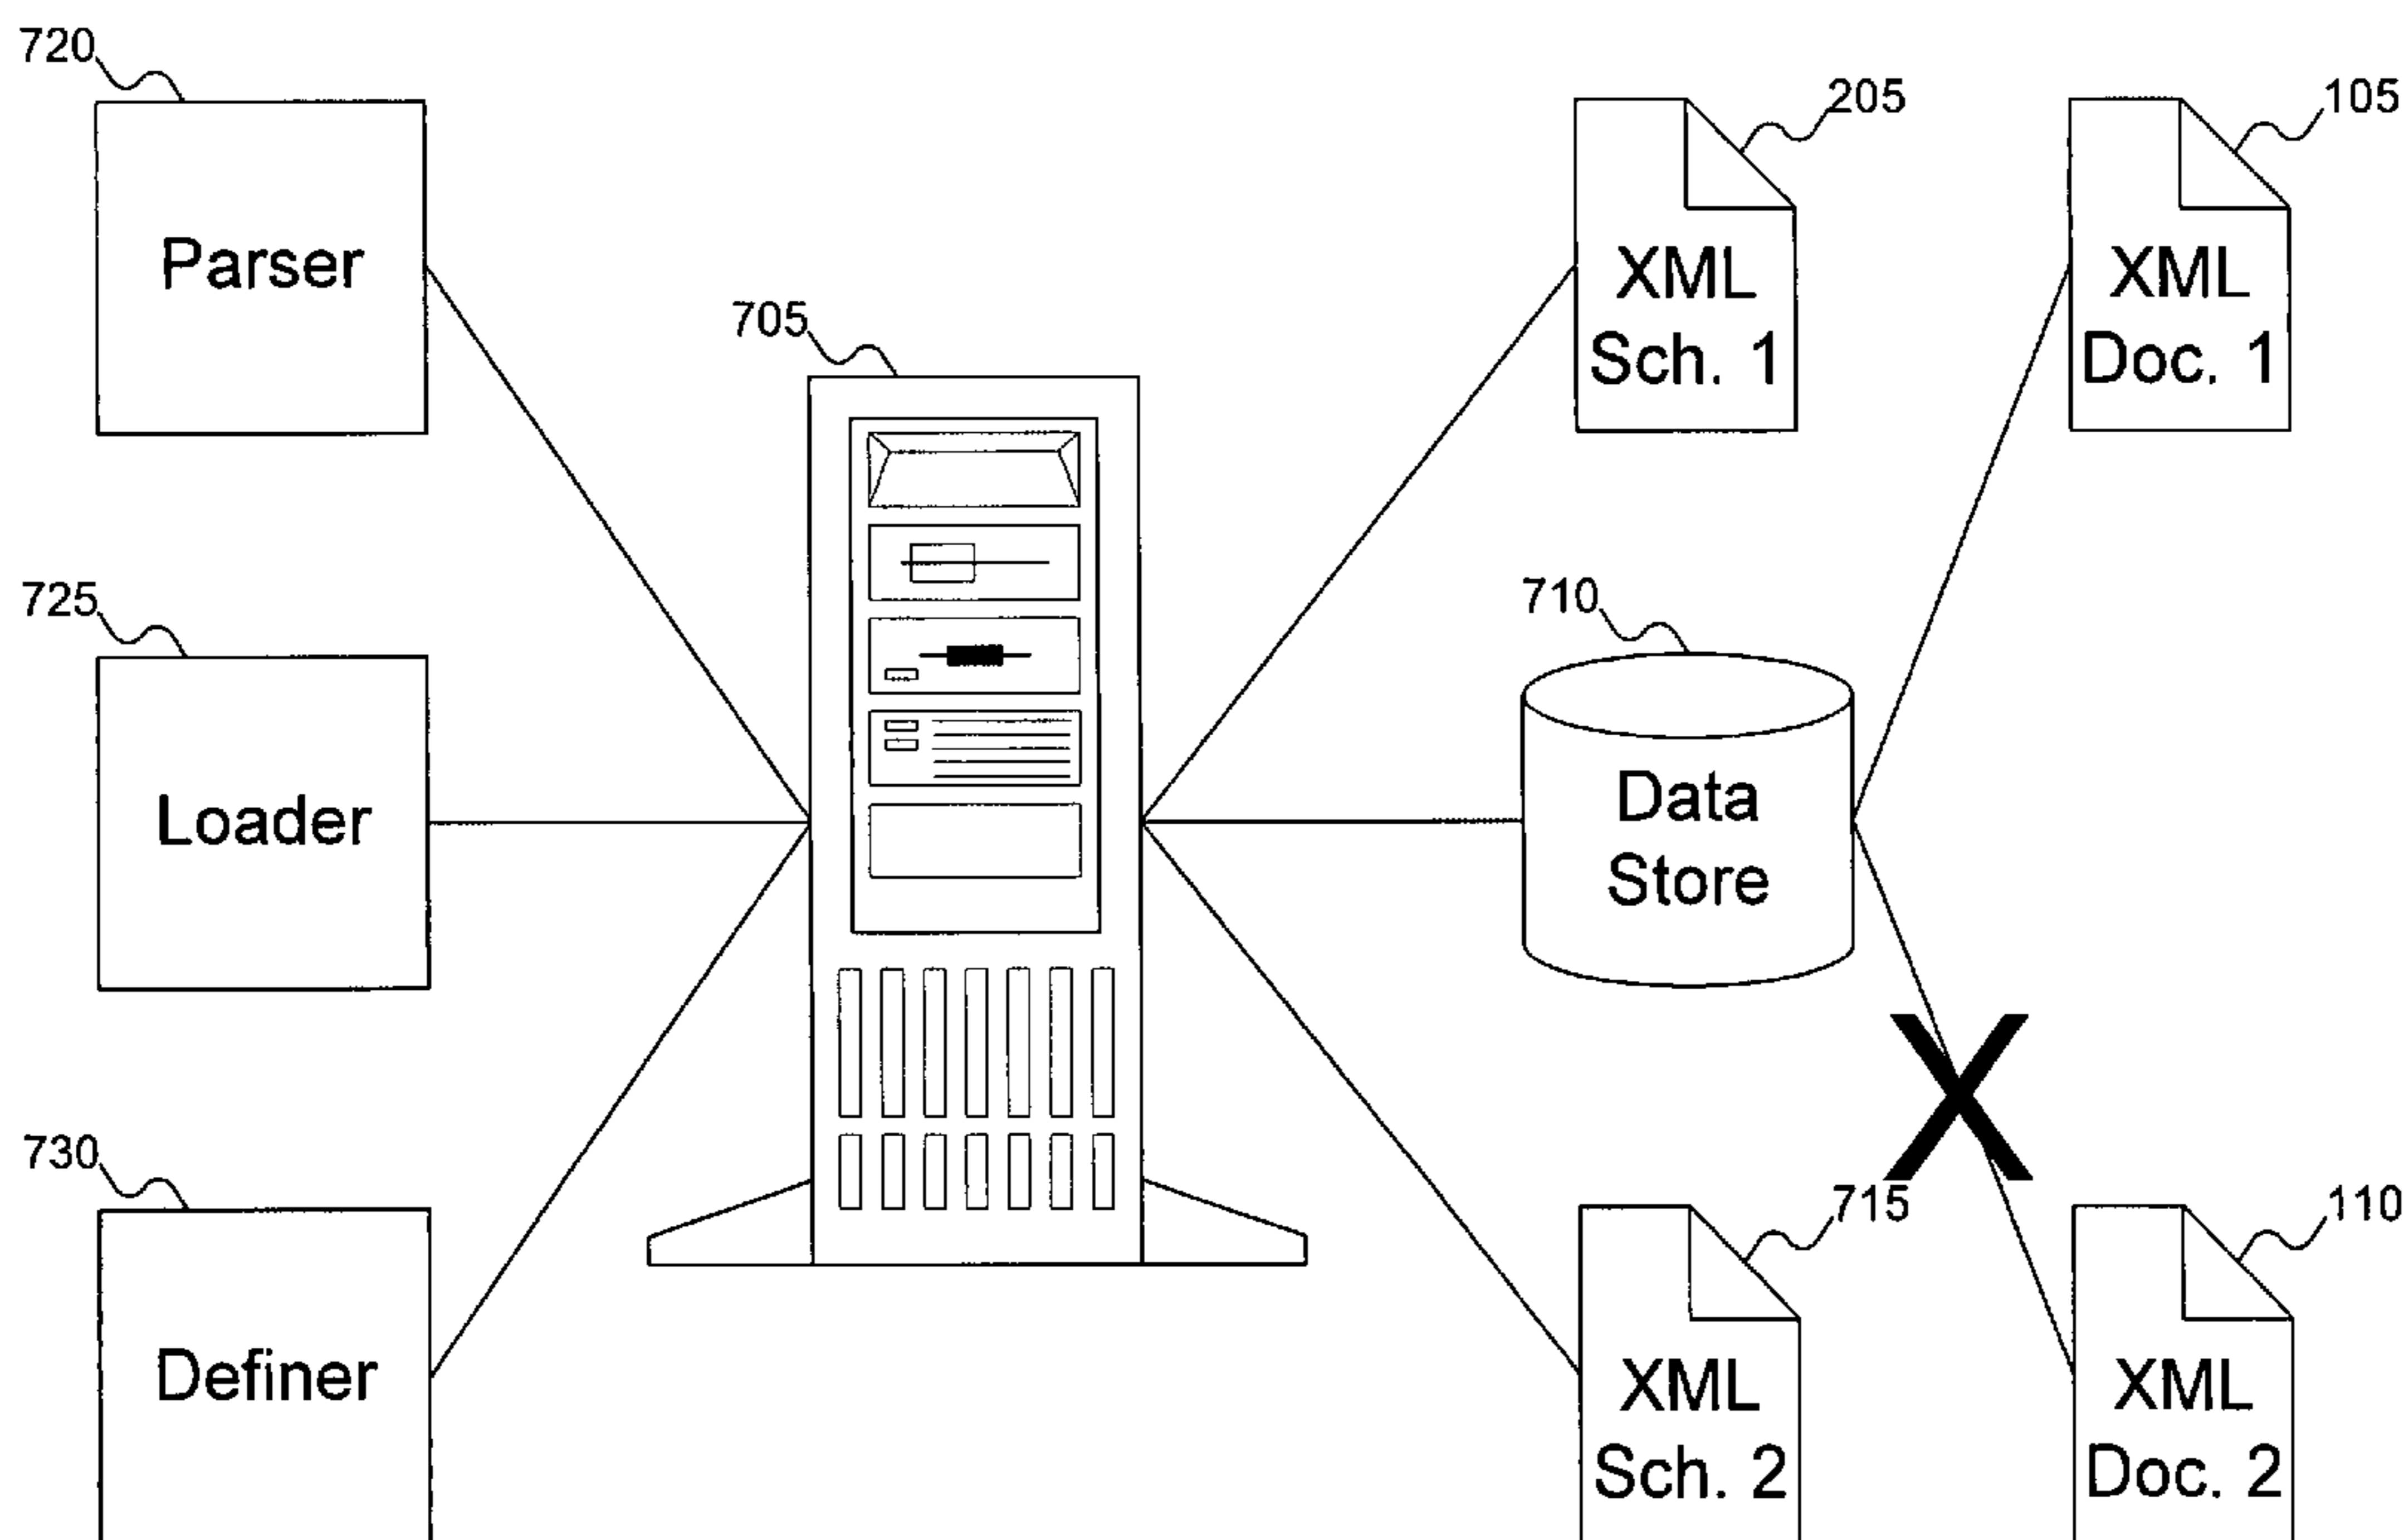 720
Parser
705
205
XML
Sch. 1
105
XML
Doc. 1
725
Loader
710
Data
Store
730
Definer
715
XML
Sch. 2
110
XML
Doc. 2
X